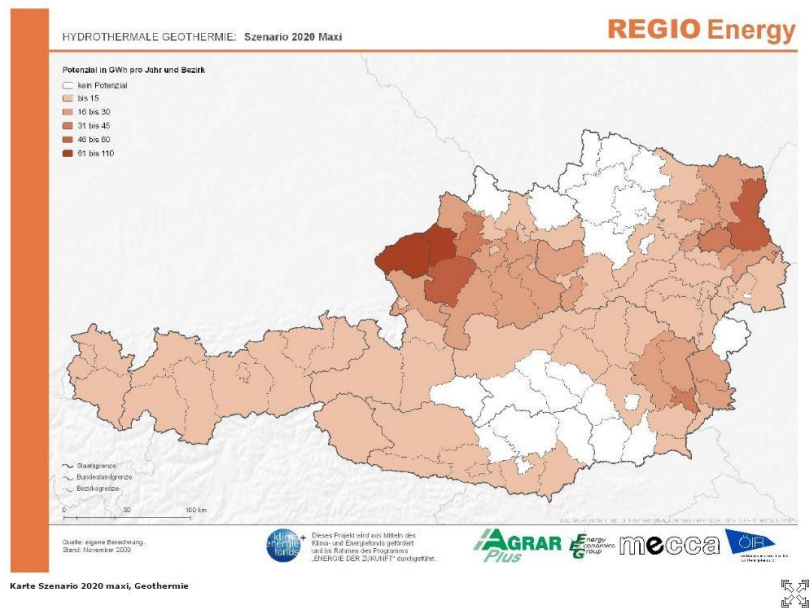 HYDROTHERMALE GEOTHERMIE: Szenario 2020 Maxi
REGIO Energy
Potenzial in GWh pro Jahr und Bezirk
kein Potenzial
bis 15
16 bis 30
31 bis 45
46 bis 60
61 bis 110
Staatsgrenze
Bundeslandgrenze
Bezirksgrenze
0 50 100 km
Quelle: eigene Berechnung.
Stand: November 2009
klima+
energie
fonds
Dieses Projekt wird aus Mitteln des
Klima- und Energiefonds gefördert
und im Rahmen des Programms
„ENERGIE DER ZUKUNFT“ durchgeführt.
AGRAR
Plus
Energy
Economics
Group
mecca
ÖIR
Karte Szenario 2020 maxi, Geothermie